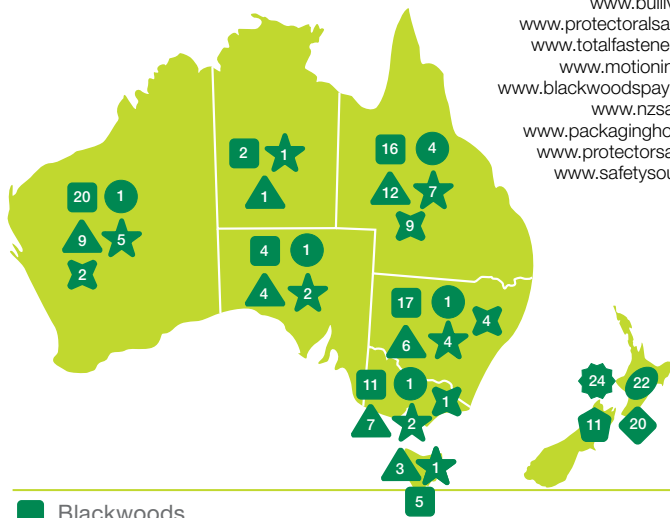 www.bulliv
www.protectoralsa
www.totalfastene
www.motionin
www.blackwoodspay
www.nzsa
www.packagingho
www.protectorsa
www.safetysou
2 1
1
16 4
12 7
9
20 1
9 5
2
4 1
4 2
17 1
4
6 4
11 1
1
7 2
3 1
5
24 22
11 20
Blackwoods